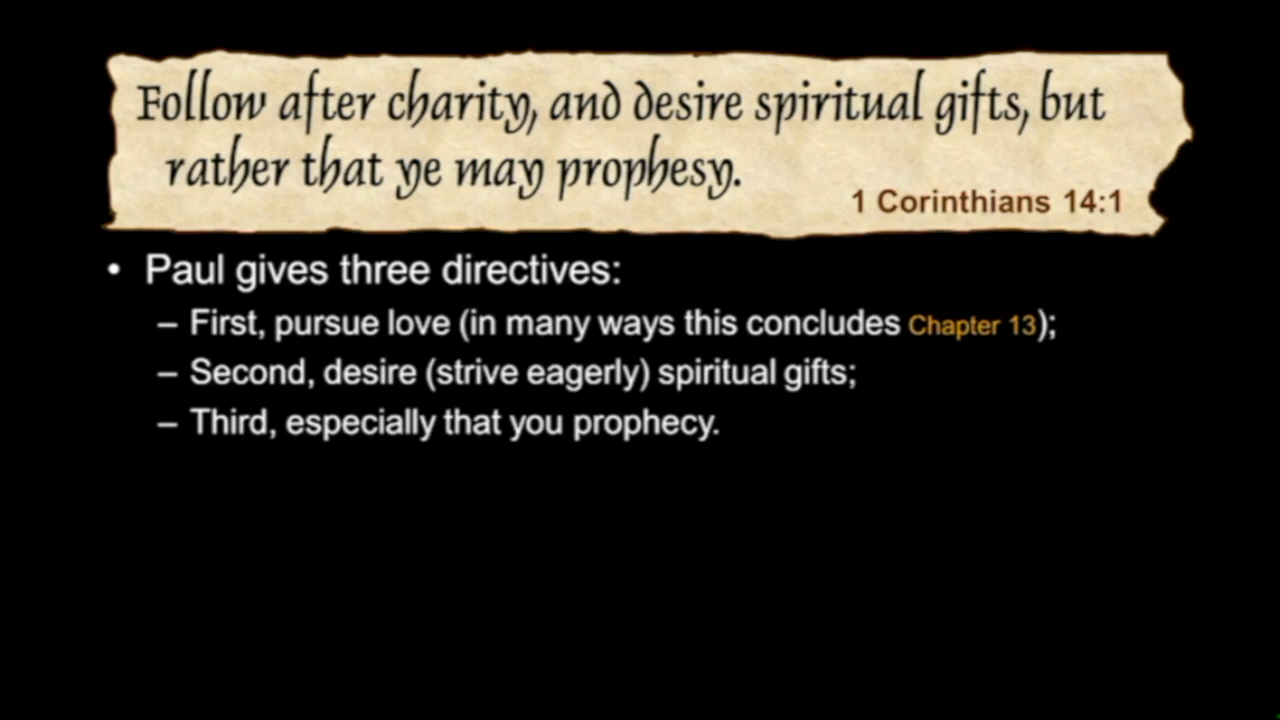 Follow after charity, and desire spiritual gifts, but
rather that ye may prophesy.
1 Corinthians 14:1
• Paul gives three directives:
– First, pursue love (in many ways this concludes Chapter 13);
– Second, desire (strive eagerly) spiritual gifts;
– Third, especially that you prophecy.